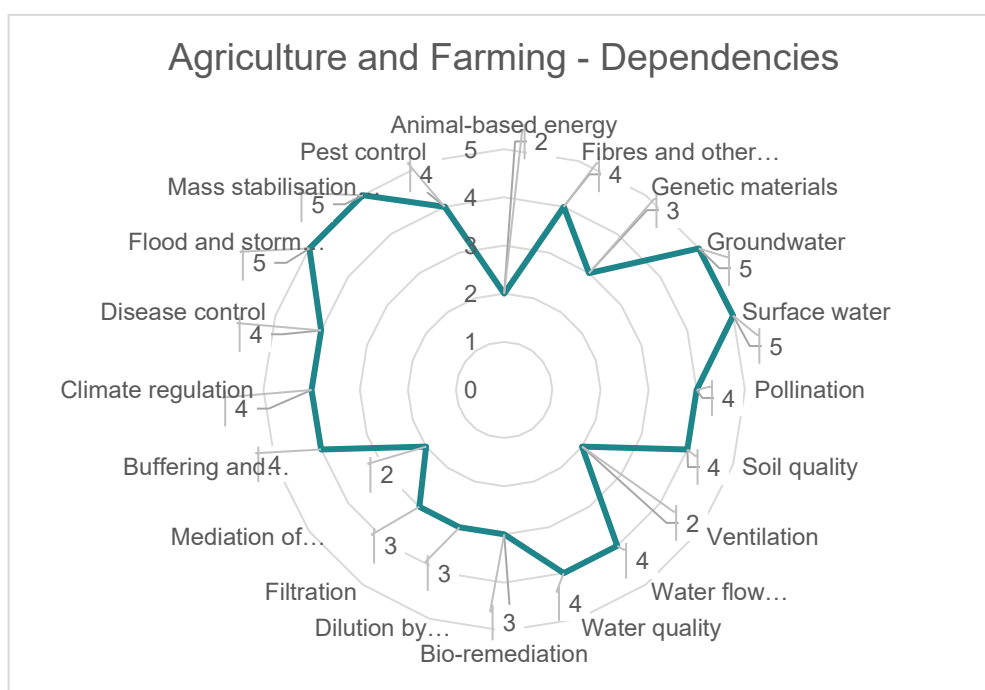 Agriculture and Farming - Dependencies
Animal-based energy
2
Fibres and other…
4
Genetic materials
3
Groundwater
5
Surface water
5
Pollination
4
Soil quality
4
Ventilation
2
Water flow…
4
Water quality
4
Bio-remediation
3
Dilution by…
3
Filtration
3
Mediation of…
2
Buffering and…
4
Climate regulation
4
Disease control
4
Flood and storm…
5
Mass stabilisation…
5
Pest control
4
5
4
3
2
1
0